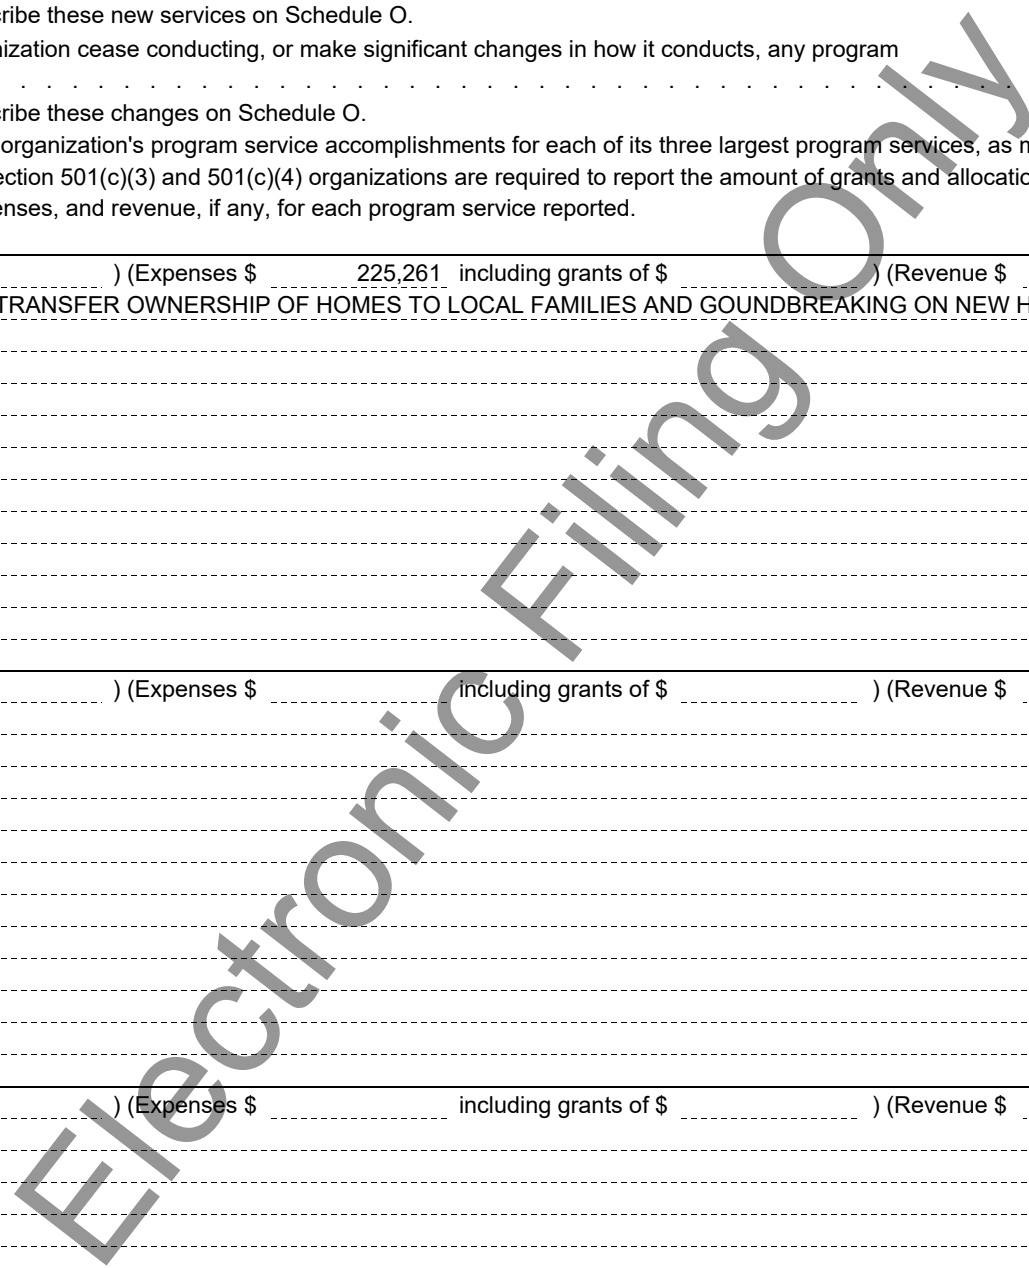 ribe these new services on Schedule O.
nization cease conducting, or make significant changes in how it conducts, any program
. . . . . . . . . . . . . . . . . . . . . . . . . . . . . . . . . . . . . . .
ribe these changes on Schedule O.
organization's program service accomplishments for each of its three largest program services, as
ection 501(c)(3) and 501(c)(4) organizations are required to report the amount of grants and allocatio
enses, and revenue, if any, for each program service reported.
) (Expenses $ 225,261 including grants of $ ) (Revenue $
TRANSFER OWNERSHIP OF HOMES TO LOCAL FAMILIES AND GOUNDBREAKING ON NEW H
) (Expenses $ including grants of $ ) (Revenue $
) (Expenses $ including grants of $ ) (Revenue $
Electronic Filing Only